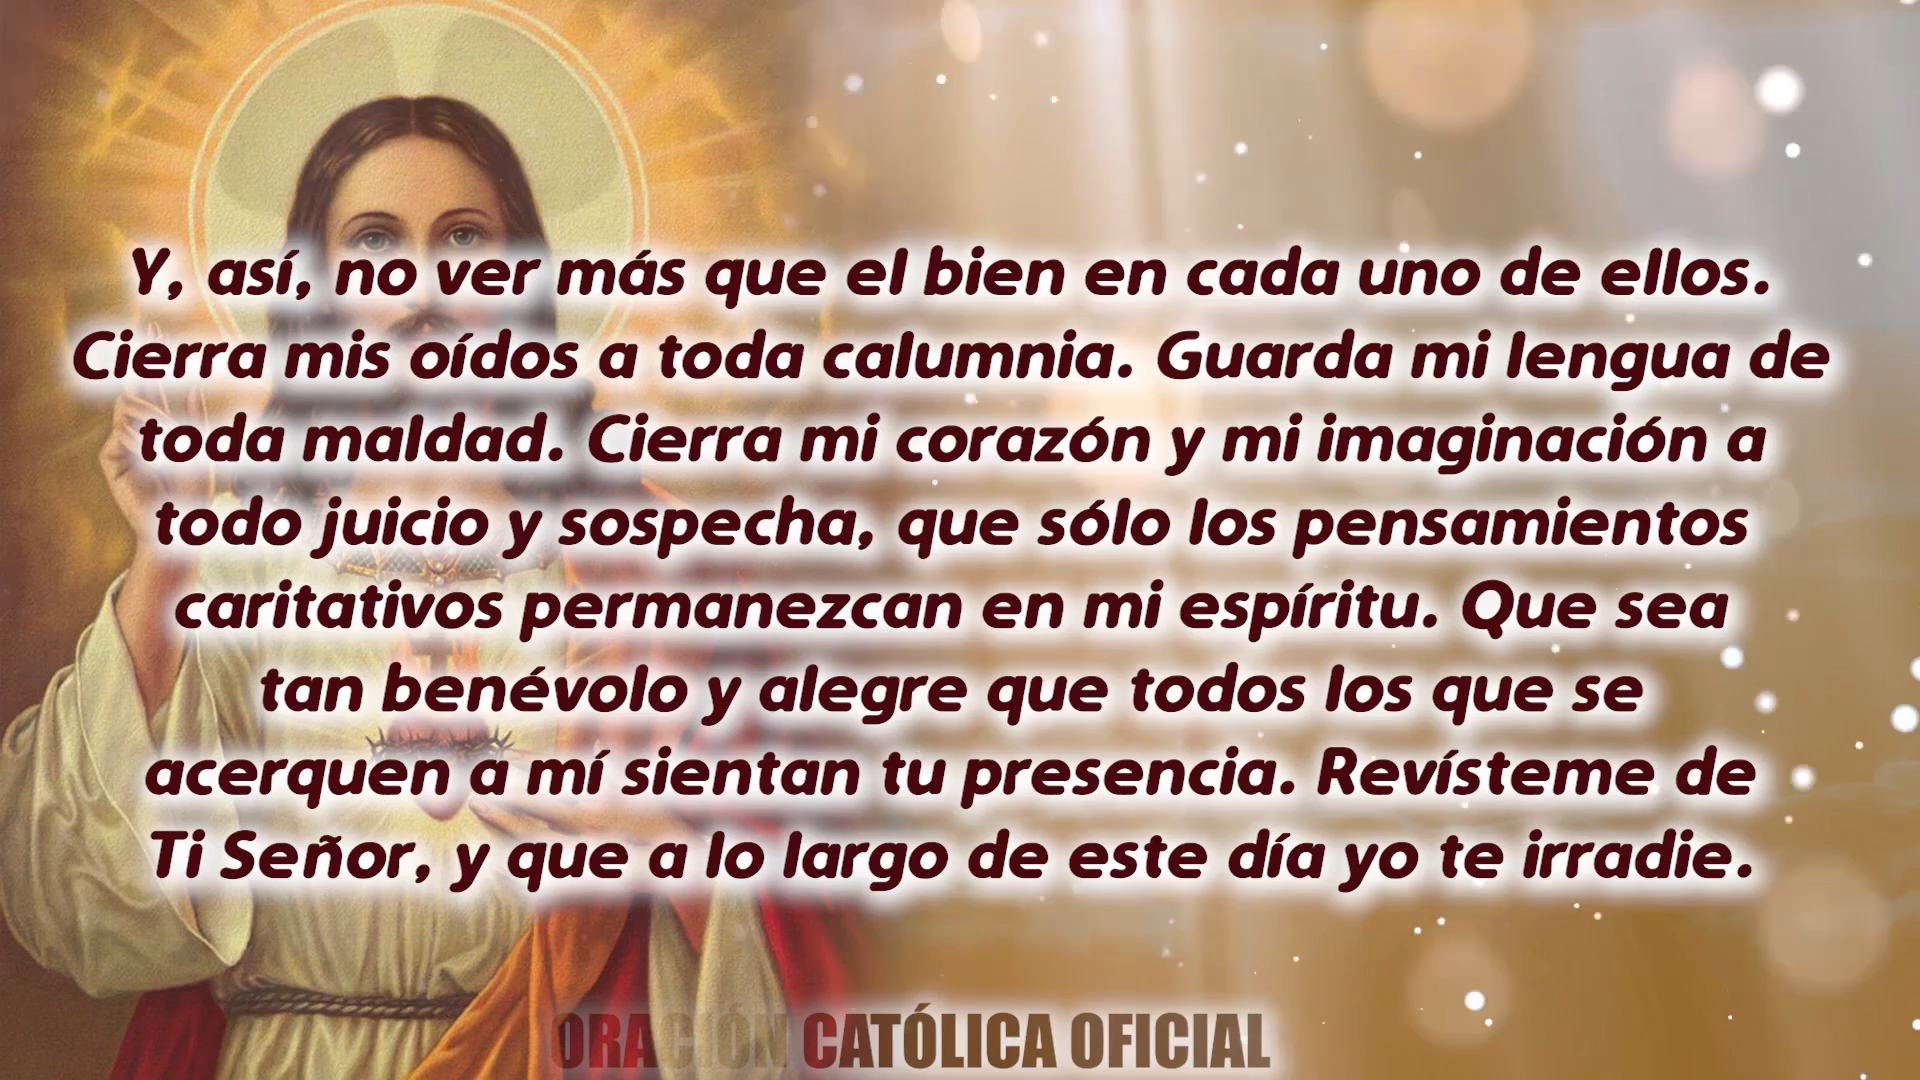 Y, así, no ver más que el bien en cada uno de ellos.
Cierra mis oídos a toda calumnia. Guarda mi lengua de
toda maldad. Cierra mi corazón y mi imaginación a
todo juicio y sospecha, que sólo los pensamientos
caritativos permanezcan en mi espíritu. Que sea
tan benévolo y alegre que todos los que se
acerquen a mí sientan tu presencia. Revísteme de
Ti Señor, y que a lo largo de este día yo te irradie.
ORACIÓN CATÓLICA OFICIAL